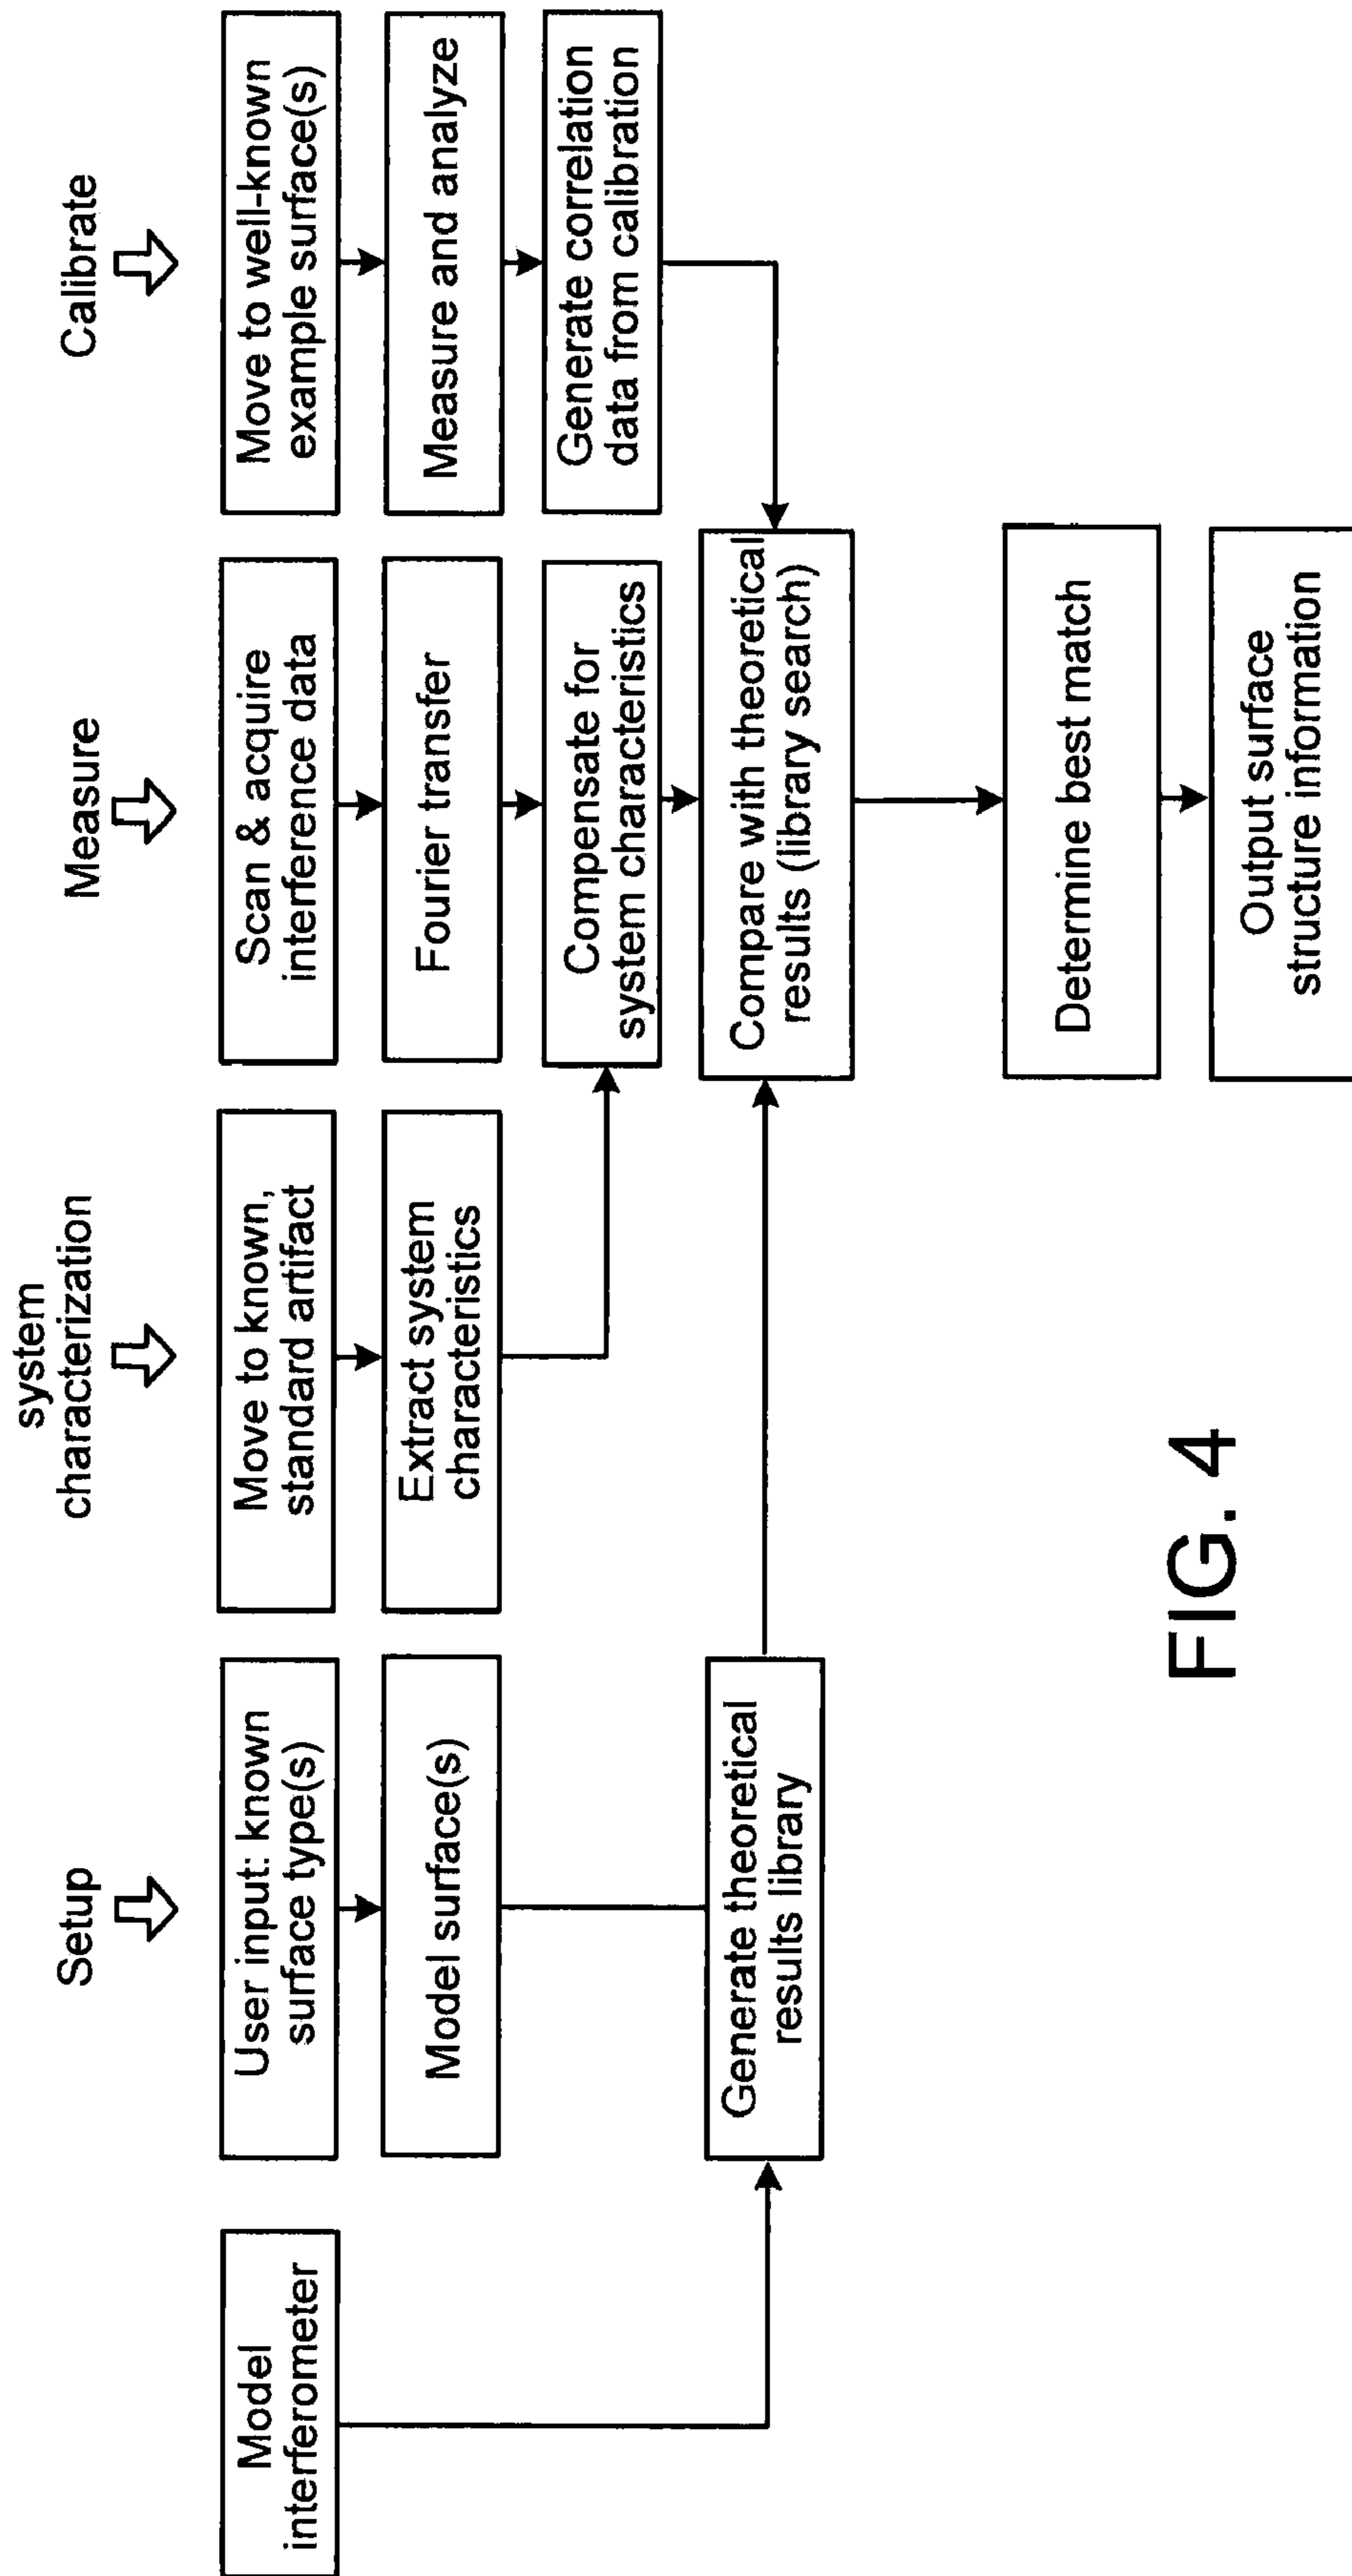 Setup
system
characterization
Measure
Calibrate
Model
interferometer
User input: known
surface type(s)
Move to known,
standard artifact
Scan & acquire
interference data
Move to well-known
example surface(s)
Model surface(s)
Extract system
characteristics
Fourier transfer
Measure and analyze
Compensate for
system characteristics
Generate correlation
data from calibration
Generate theoretical
results library
Compare with theoretical
results (library search)
Determine best match
Output surface
structure information
FIG. 4